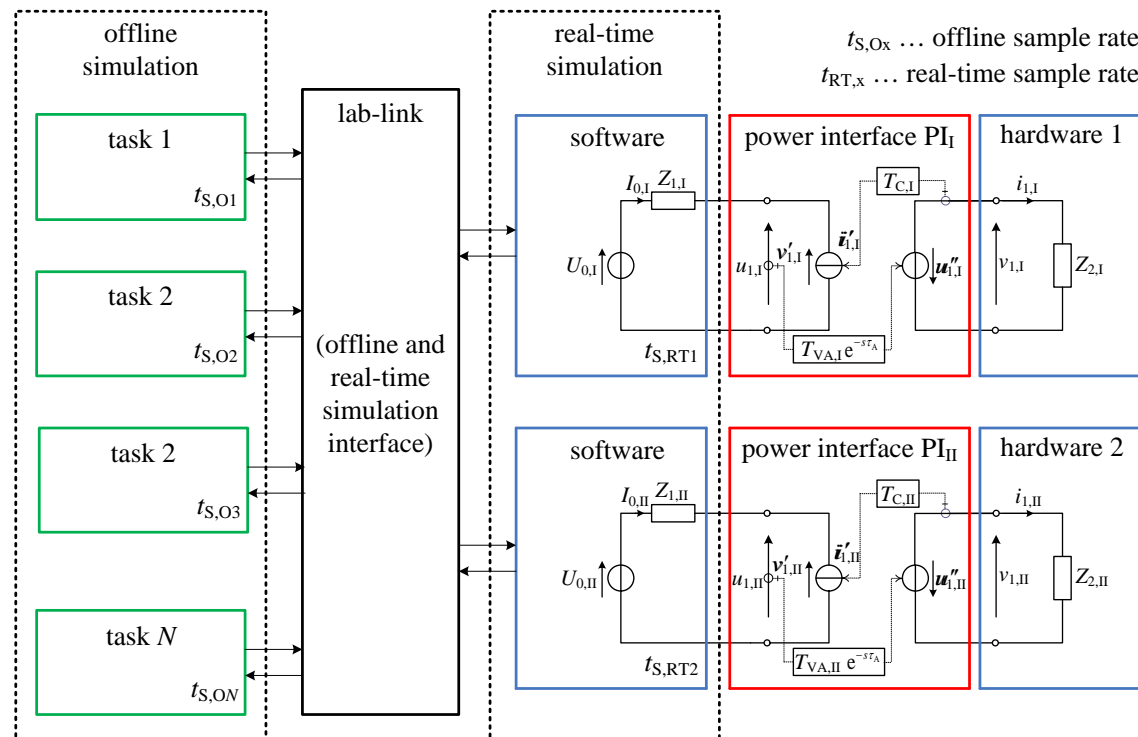 offline
simulation
task 1
tS,O1
task 2
tS,O2
task 2
tS,O3
task N
tS,ON
lab-link
(offline and
real-time
simulation
interface)
real-time
simulation
tS,Ox … offline sample rate
tRT,x … real-time sample rate
software
I0,I
Z1,I
U0,I
tS,RT1
power interface PII
TC,I
u1,I
v′1,I
i′1,I
u″1,I
TVA,I e−sτA
hardware 1
i1,I
v1,I
Z2,I
software
I0,II
Z1,II
U0,II
tS,RT2
power interface PIII
TC,II
u1,II
v′1,II
i′1,II
u″1,II
TVA,II e−sτA
hardware 2
i1,II
v1,II
Z2,II